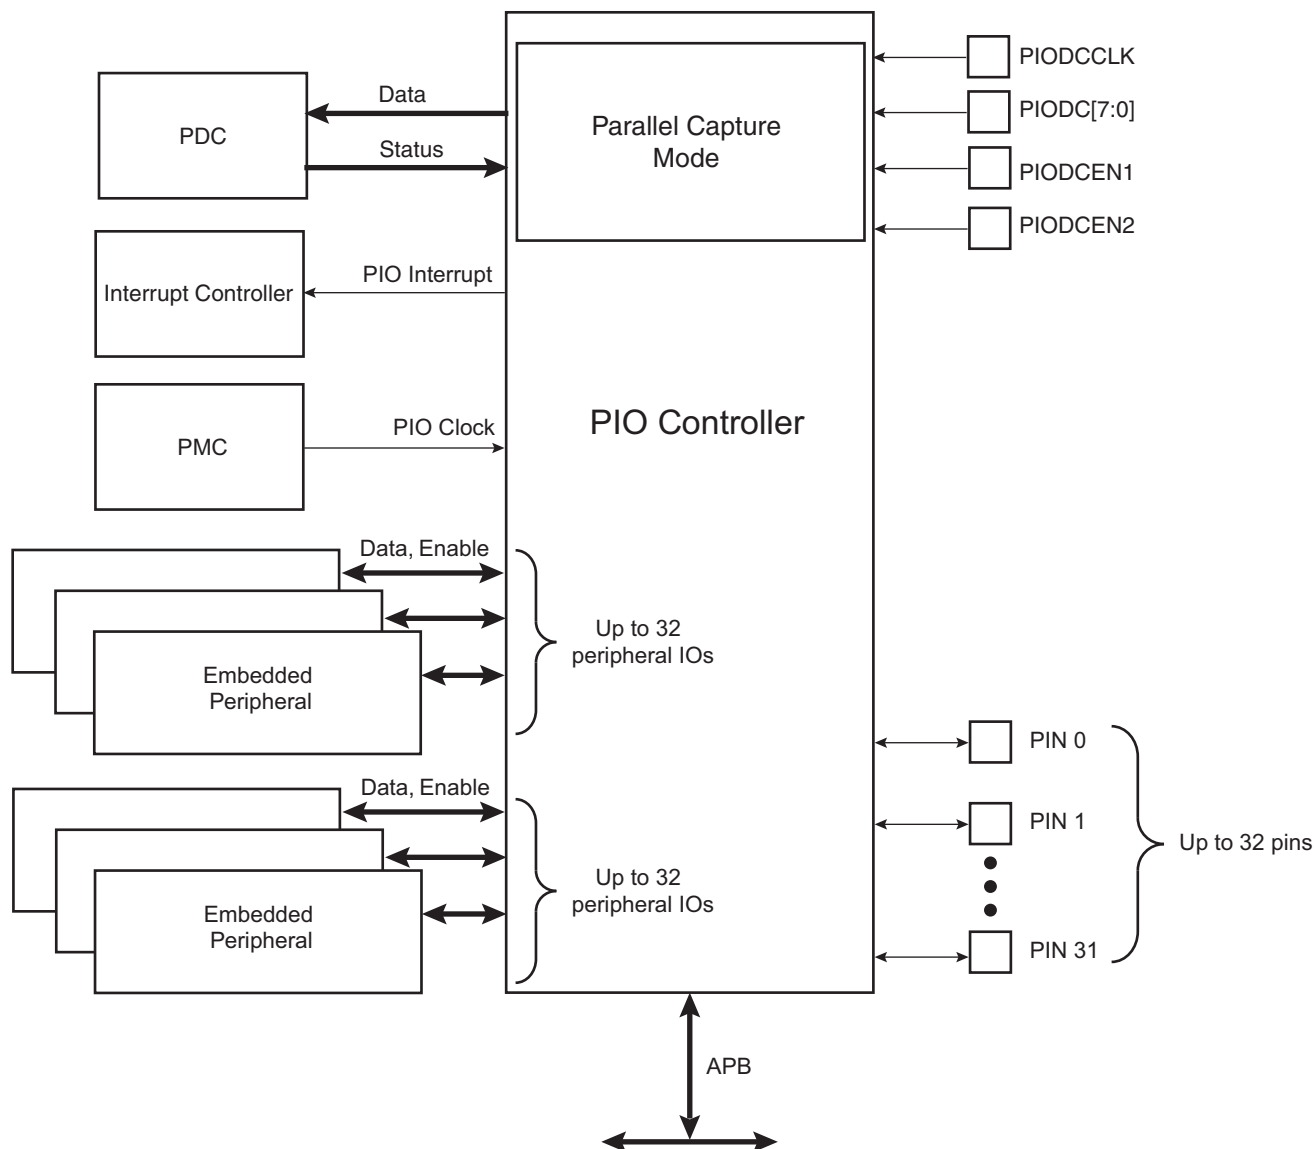 PIODCCLK
Data
PIODC[7:0]
Parallel Capture
Mode
PDC
Status
PIODCEN1
PIODCEN2
PIO Interrupt
Interrupt Controller
PIO Controller
PIO Clock
PMC
Data, Enable
Up to 32
peripheral IOs
Embedded
Peripheral
PIN 0
Data, Enable
PIN 1
Up to 32 pins
Up to 32
peripheral IOs
Embedded
Peripheral
PIN 31
APB